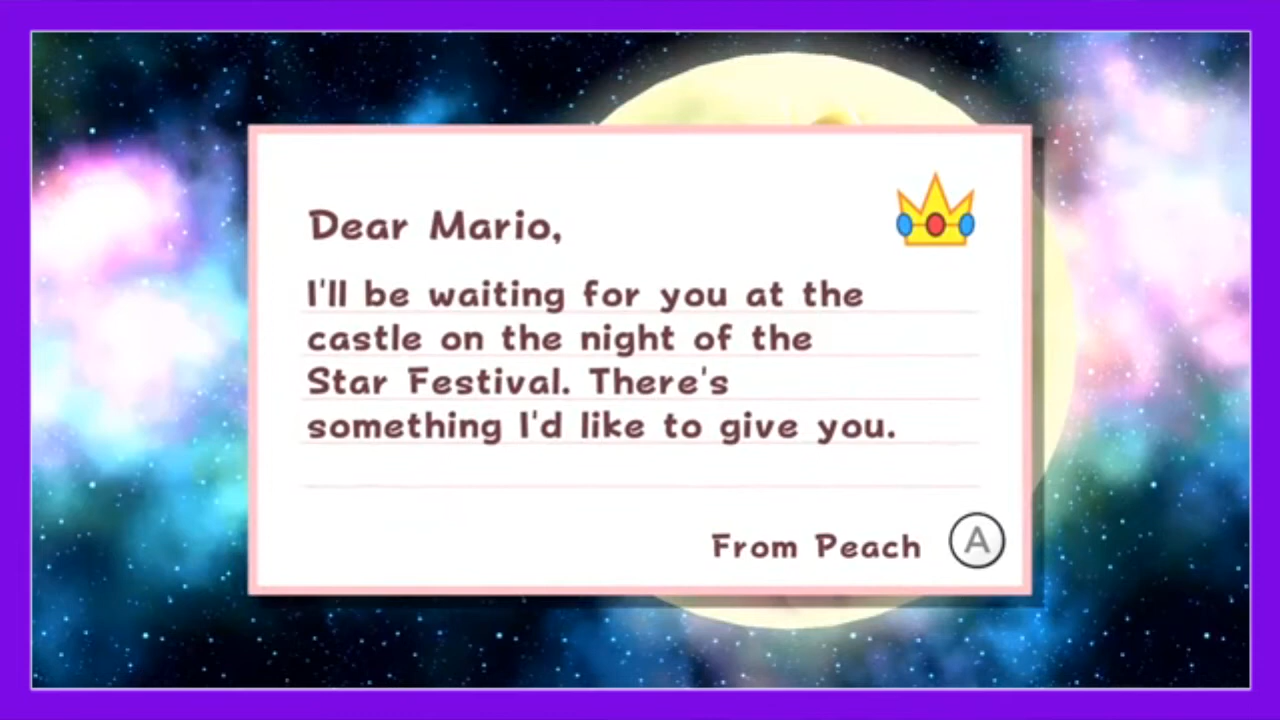 Dear Mario,
I'll be waiting for you at the
castle on the night of the
Star Festival. There's
something I'd like to give you.
From Peach
A